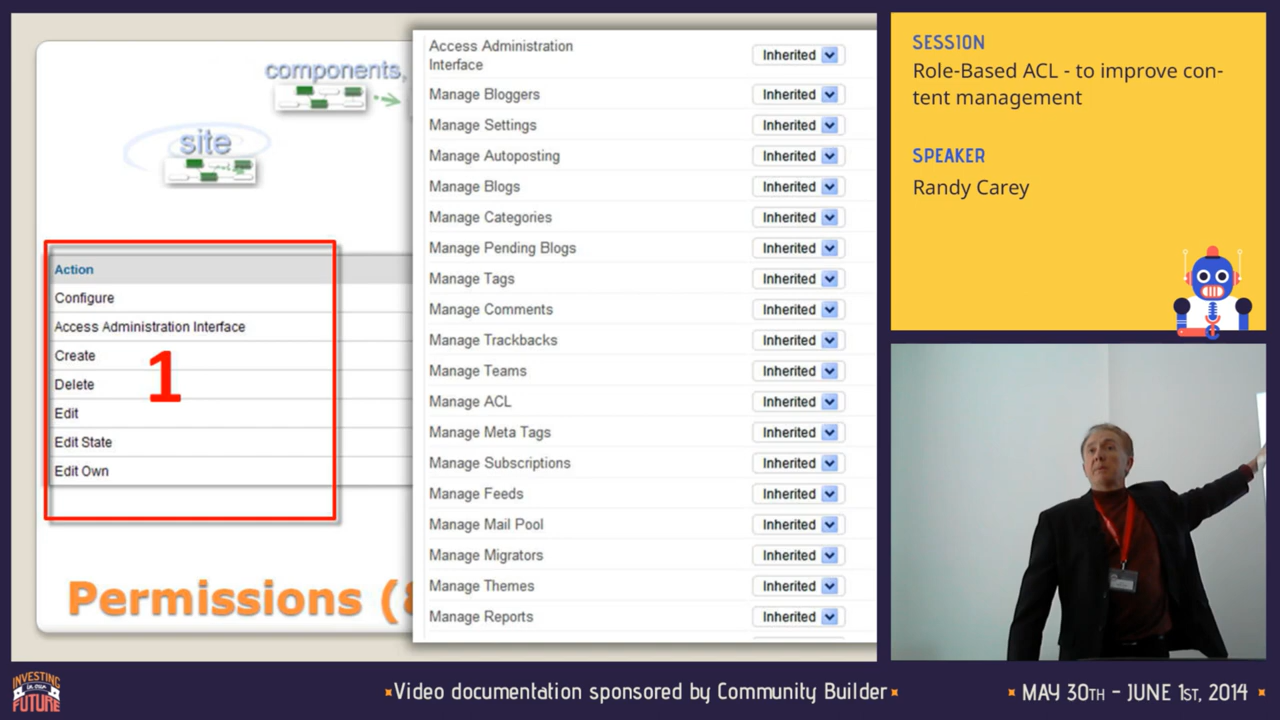 components,
site
Action
Configure
Access Administration Interface
Create
Delete
Edit
Edit State
Edit Own
1
Permissions (
Access Administration
Interface
Inherited
Manage Bloggers Inherited
Manage Settings Inherited
Manage Autoposting Inherited
Manage Blogs Inherited
Manage Categories Inherited
Manage Pending Blogs Inherited
Manage Tags Inherited
Manage Comments Inherited
Manage Trackbacks Inherited
Manage Teams Inherited
Manage ACL Inherited
Manage Meta Tags Inherited
Manage Subscriptions Inherited
Manage Feeds Inherited
Manage Mail Pool Inherited
Manage Migrators Inherited
Manage Themes Inherited
Manage Reports Inherited
SESSION
Role-Based ACL - to improve con-
tent management
SPEAKER
Randy Carey
INVESTING
IN OUR
FUTURE
Video documentation sponsored by Community Builder
MAY 30TH - JUNE 1ST, 2014